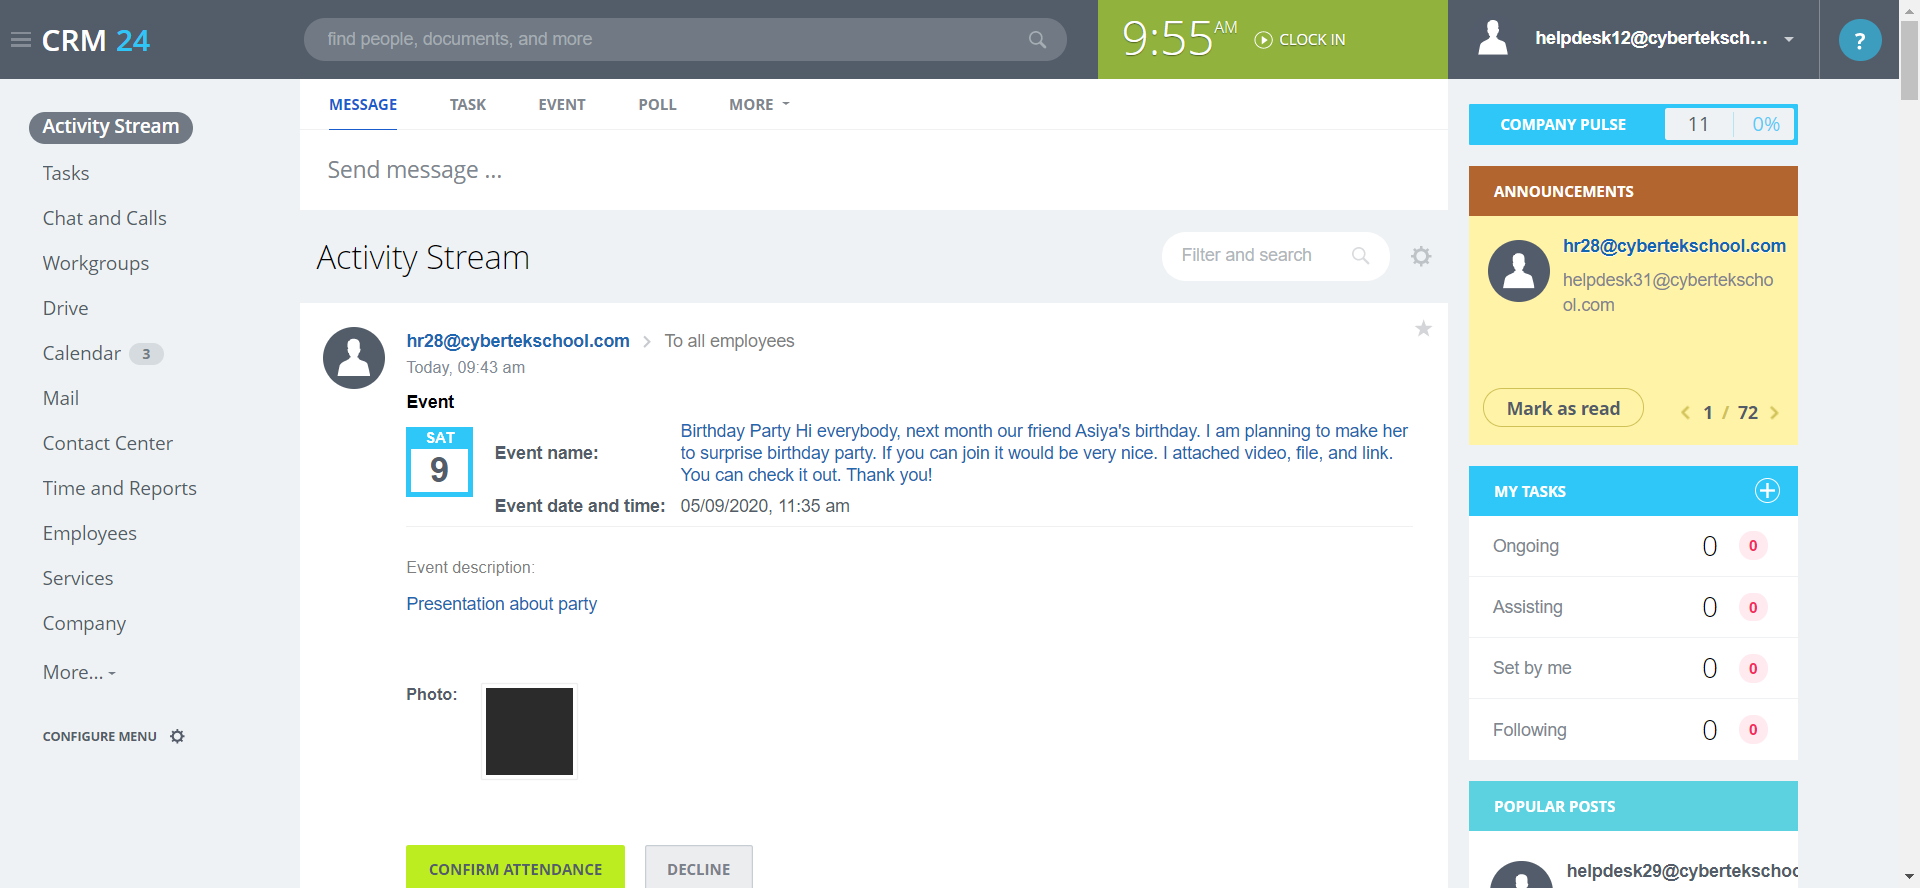 CRM 24
find people, documents, and more
9:55 AM
CLOCK IN
helpdesk12@cyberteksch...
?
Activity Stream
Tasks
Chat and Calls
Workgroups
Drive
Calendar 3
Mail
Contact Center
Time and Reports
Employees
Services
Company
More...
CONFIGURE MENU
MESSAGE TASK EVENT POLL MORE
Send message ...
Activity Stream
Filter and search
hr28@cybertekschool.com To all employees
Today, 09:43 am
Event
SAT
9
Event name:
Birthday Party Hi everybody, next month our friend Asiya's birthday. I am planning to make her
to surprise birthday party. If you can join it would be very nice. I attached video, file, and link.
You can check it out. Thank you!
Event date and time: 05/09/2020, 11:35 am
Event description:
Presentation about party
Photo:
CONFIRM ATTENDANCE DECLINE
COMPANY PULSE 11 0%
ANNOUNCEMENTS
hr28@cybertekschool.com
helpdesk31@cyberteksho
ol.com
Mark as read 1 / 72
MY TASKS
Ongoing 0 0
Assisting 0 0
Set by me 0 0
Following 0 0
POPULAR POSTS
helpdesk29@cybertekschoo